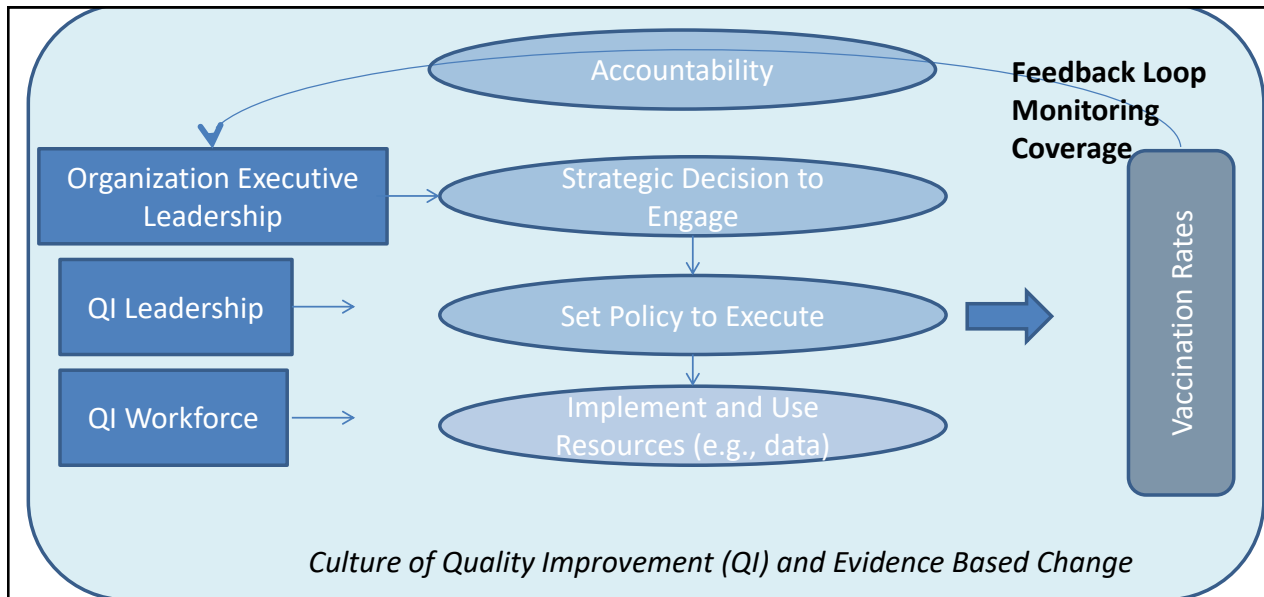 Accountability
Feedback Loop
Monitoring
Coverage
Organization Executive
Leadership
Strategic Decision to
Engage
QI Leadership
Set Policy to Execute
QI Workforce
Implement and Use
Resources (e.g., data)
Vaccination Rates
Culture of Quality Improvement (QI) and Evidence Based Change